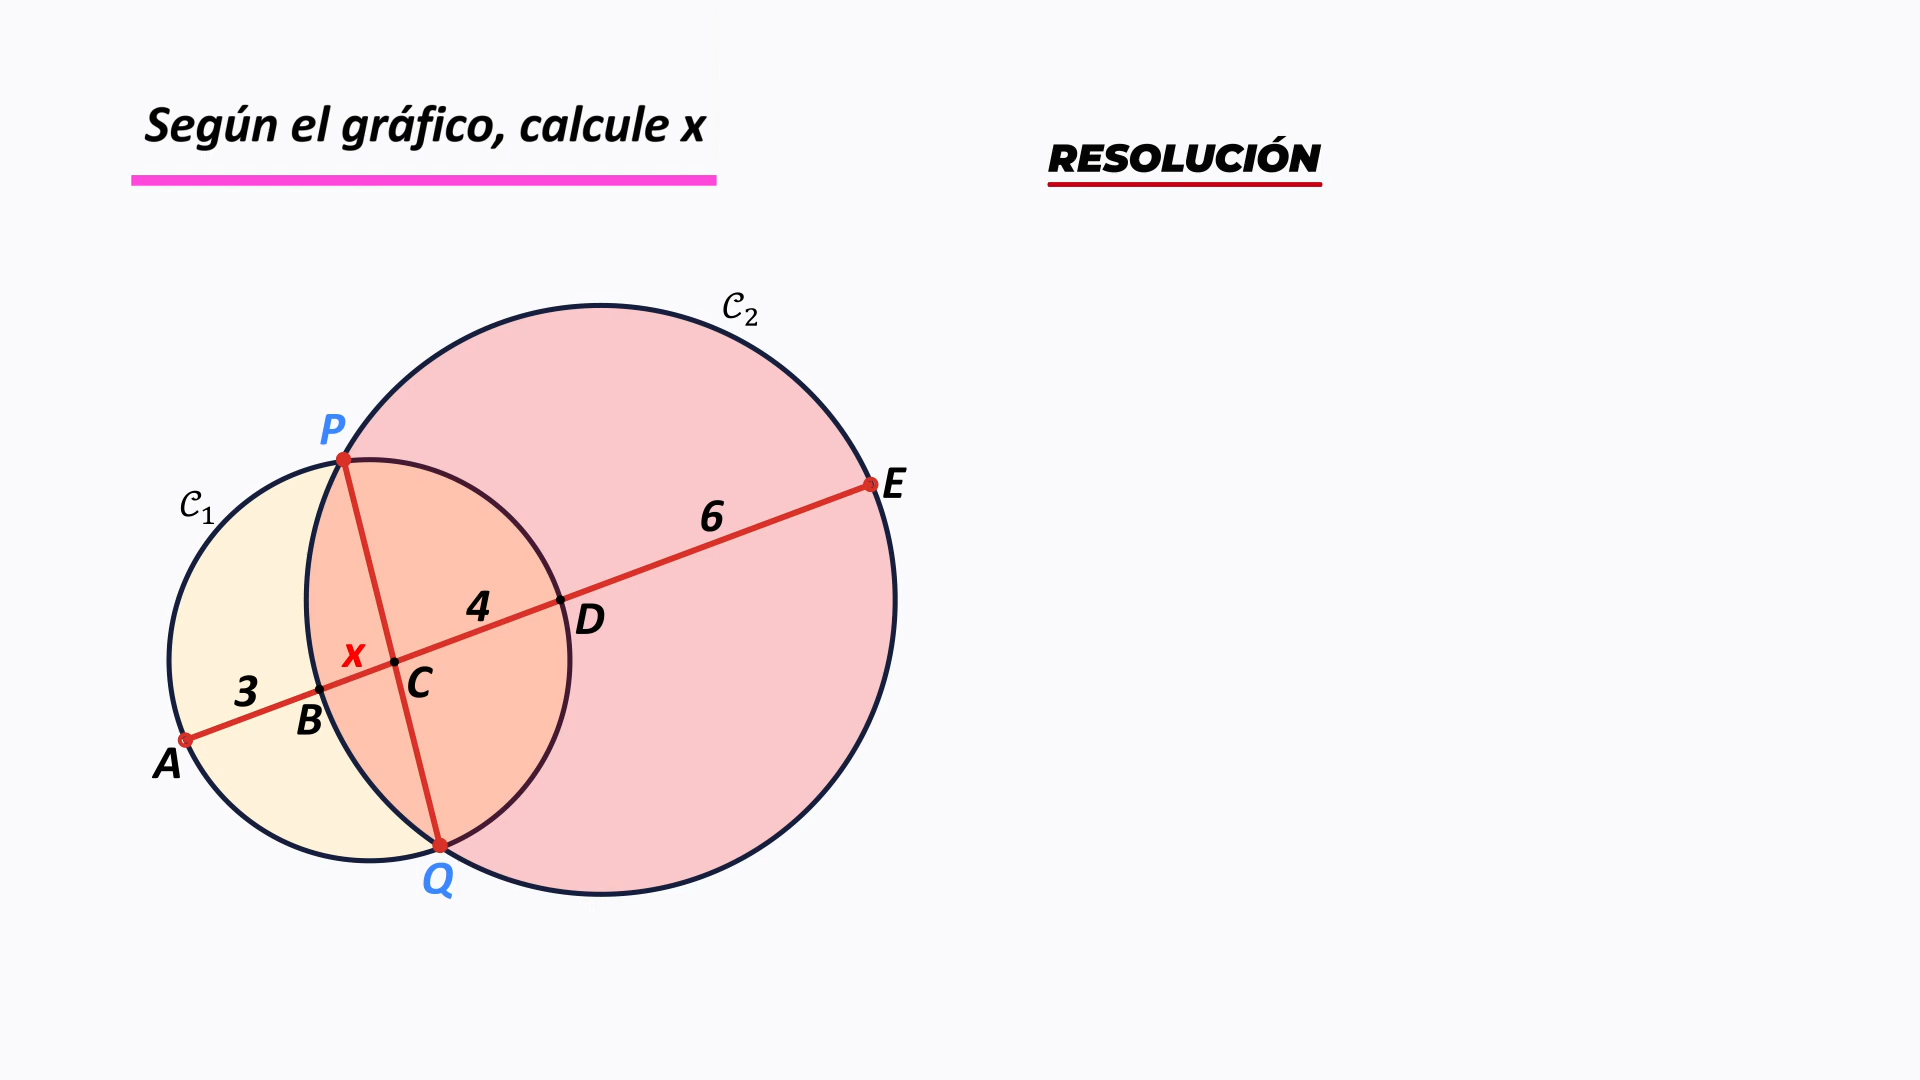 Según el gráfico, calcule x
RESOLUCIÓN
𝒞₂
P
E
𝒞₁
6
4
D
x
C
3
B
A
Q